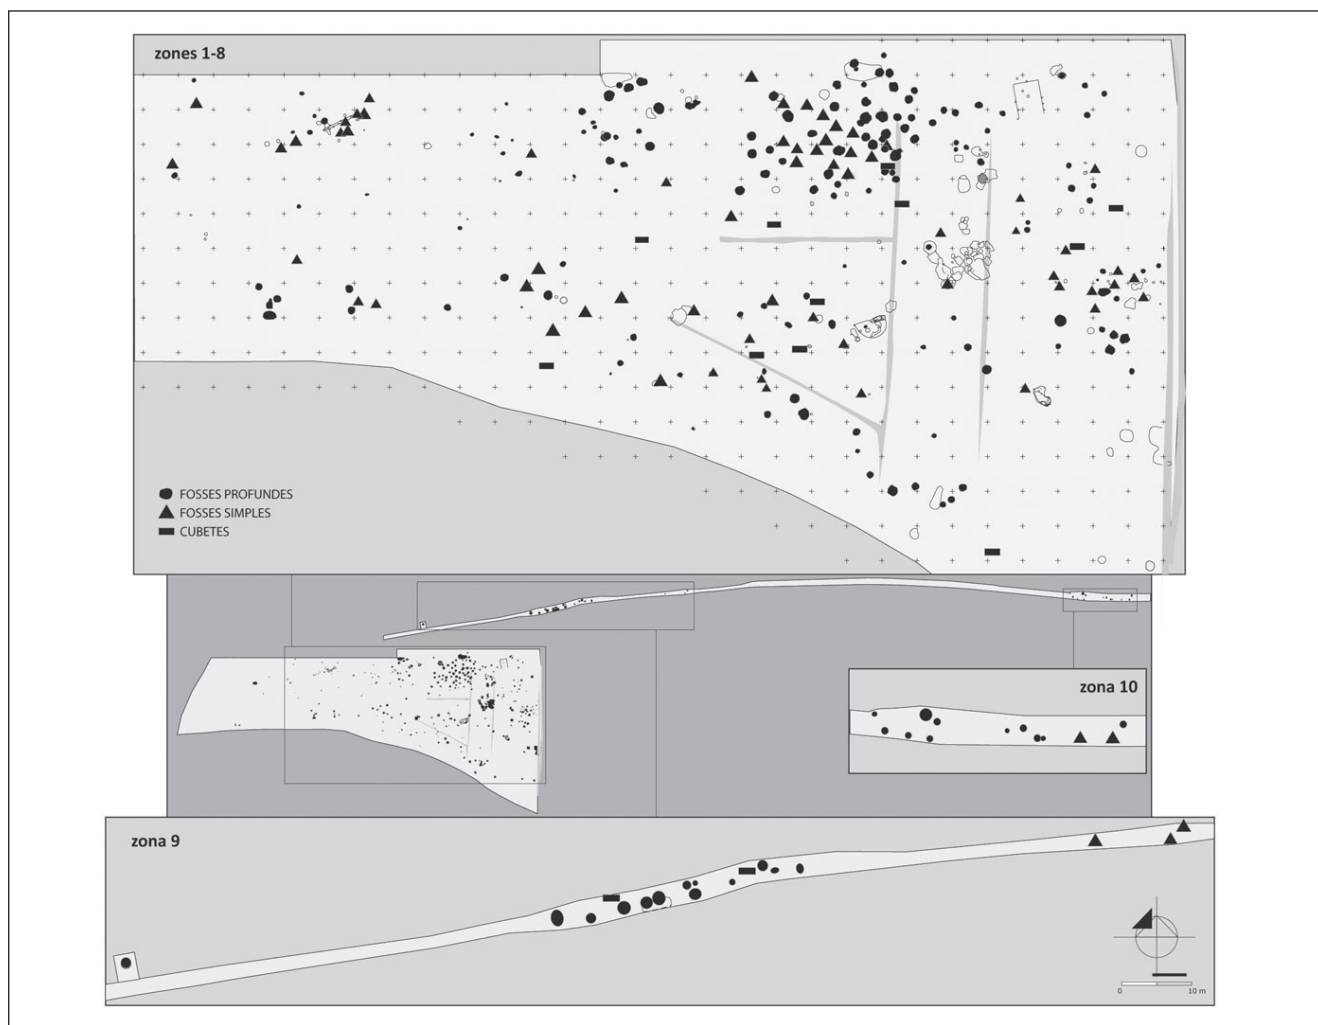 zones 1-8
FOSSES PROFUNDES
FOSSES SIMPLES
CUBETES
zona 10
zona 9
0 10 m